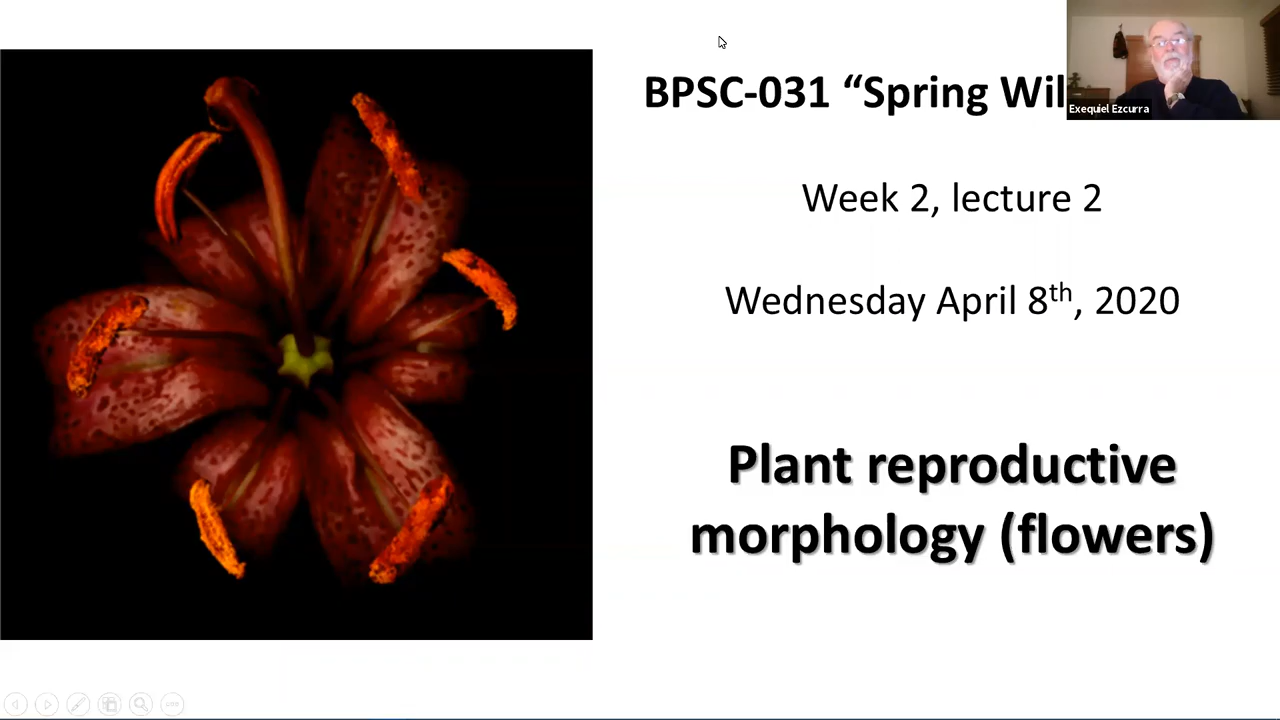 BPSC-031 “Spring Wil
Exequiel Ezcurra
Week 2, lecture 2
Wednesday April 8th, 2020
Plant reproductive
morphology (flowers)